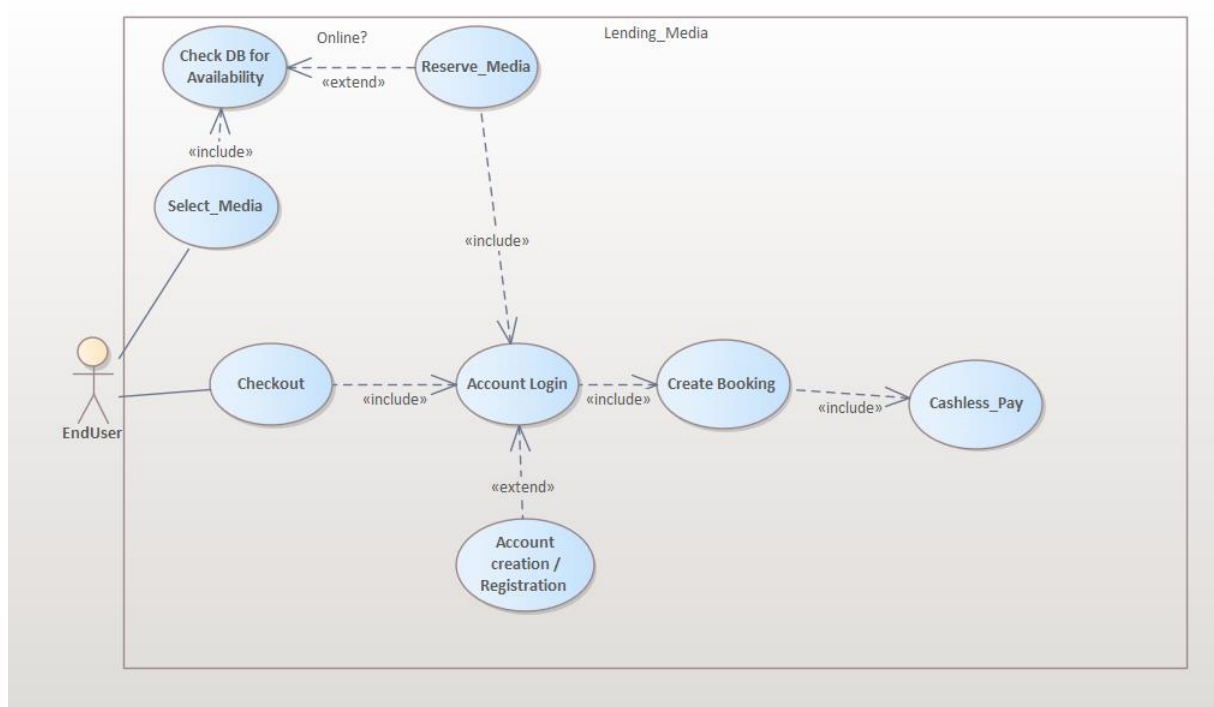 Lending_Media
Online?
Check DB for
Availability
«extend»
Reserve_Media
«include»
Select_Media
«include»
EndUser
Checkout
«include»
Account Login
«include»
Create Booking
«include»
Cashless_Pay
«extend»
Account
creation /
Registration